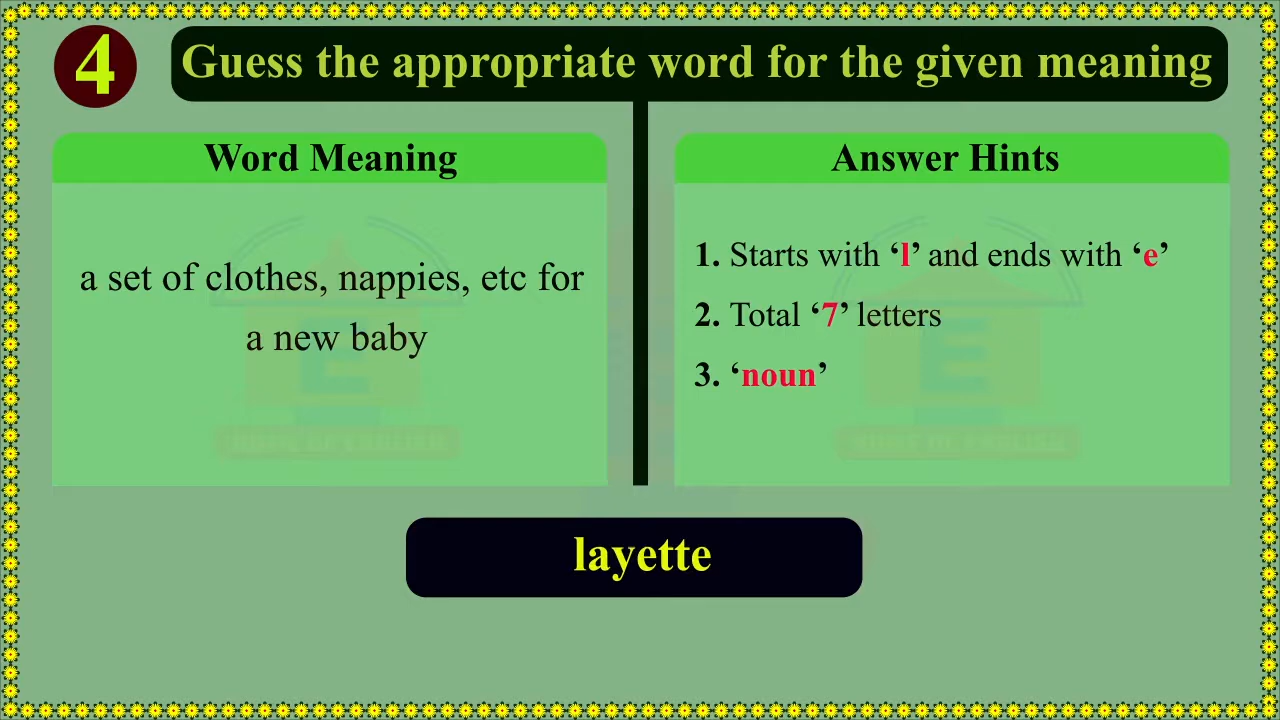 4
Guess the appropriate word for the given meaning
Word Meaning
a set of clothes, nappies, etc for
a new baby
Answer Hints
1. Starts with ‘l’ and ends with ‘e’
2. Total ‘7’ letters
3. ‘noun’
layette